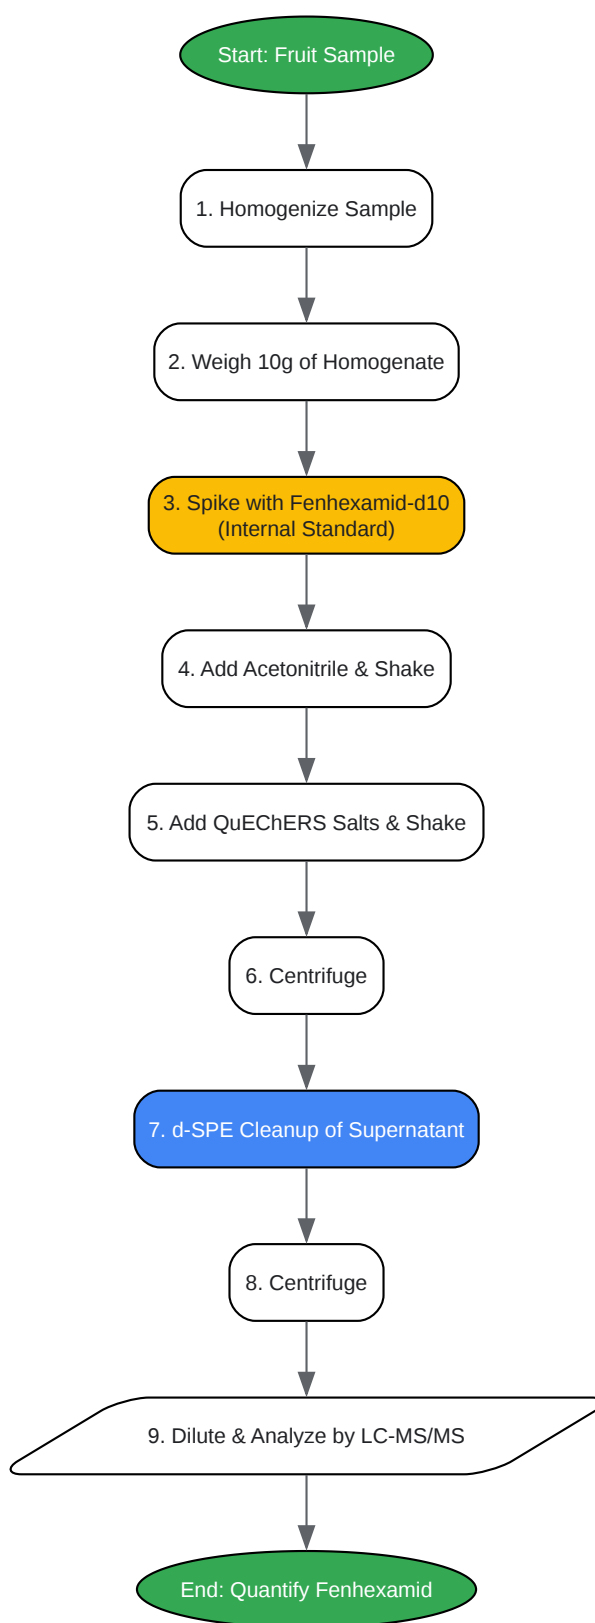 Start: Fruit Sample
1. Homogenize Sample
2. Weigh 10g of Homogenate
3. Spike with Fenhexamid-d10
(Internal Standard)
4. Add Acetonitrile & Shake
5. Add QuEChERS Salts & Shake
6. Centrifuge
7. d-SPE Cleanup of Supernatant
8. Centrifuge
9. Dilute & Analyze by LC-MS/MS
End: Quantify Fenhexamid